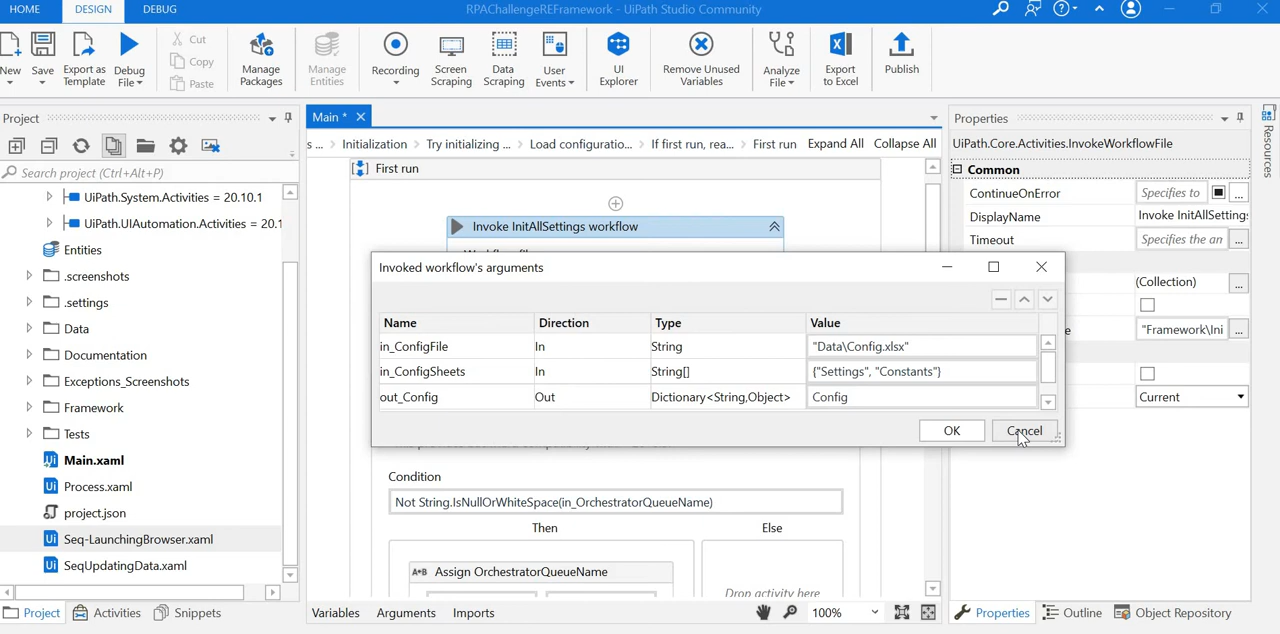 HOME
DESIGN
DEBUG
RPAChallengeREFramework - UiPath Studio Community
New
Save
Export as Template
Debug File
Cut
Copy
Paste
Manage Packages
Manage Entities
Recording
Screen Scraping
Data Scraping
User Events
UI Explorer
Remove Unused Variables
Analyze File
Export to Excel
Publish
Project
Search project (Ctrl+Alt+P)
UiPath.System.Activities = 20.10.1
UiPath.UIAutomation.Activities = 20.1
Entities
.screenshots
.settings
Data
Documentation
Exceptions_Screenshots
Framework
Tests
Main.xaml
Process.xaml
project.json
Seq-LaunchingBrowser.xaml
SeqUpdatingData.xaml
Project
Activities
Snippets
Main *
s ...
Initialization
Try initializing ...
Load configuratio...
If first run, rea...
First run
Expand All
Collapse All
First run
Invoke InitAllSettings workflow
Invoked workflow's arguments
Name Direction Type Value
in_ConfigFile In String "Data\Config.xlsx"
in_ConfigSheets In String[] {"Settings", "Constants"}
out_Config Out Dictionary<String,Object> Config
OK
Cancel
Condition
Not String.IsNullOrWhiteSpace(in_OrchestratorQueueName)
Then
Else
A*B Assign OrchestratorQueueName
Drop activity here
Variables
Arguments
Imports
100%
Properties
UiPath.Core.Activities.InvokeWorkflowFile
Common
ContinueOnError Specifies to ...
DisplayName Invoke InitAllSettings
Timeout Specifies the an ...
(Collection) ...
"Framework\Ini ...
Current
Properties
Outline
Object Repository
Resources